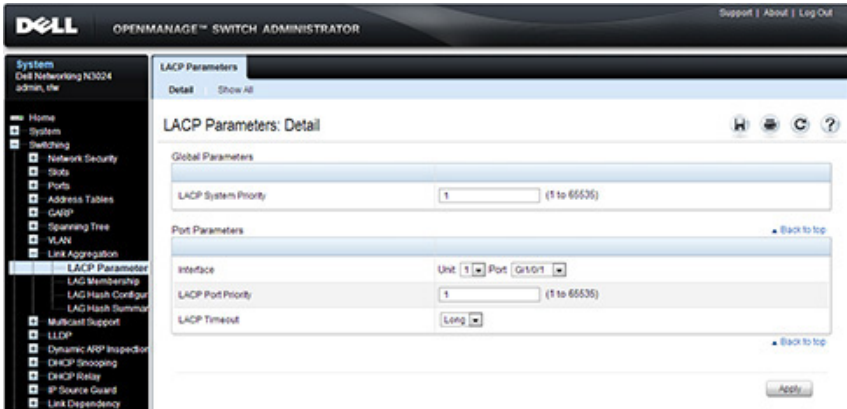 Support | About | Log Out
DELL OPENMANAGE™ SWITCH ADMINISTRATOR
System
Dell Networking N3024
admin, r/w
Home
System
Switching
Network Security
Slots
Ports
Address Tables
GARP
Spanning Tree
VLAN
Link Aggregation
LACP Parameter
LAG Membership
LAG Hash Configur
LAG Hash Summar
Multicast Support
LLDP
Dynamic ARP Inspection
DHCP Snooping
DHCP Relay
IP Source Guard
Link Dependency
LACP Parameters
Detail Show All
LACP Parameters: Detail
Global Parameters
LACP System Priority 1 (1 to 65535)
Port Parameters Back to top
Interface Unit 1 Port Gi1/0/1
LACP Port Priority 1 (1 to 65535)
LACP Timeout Long
Back to top
Apply